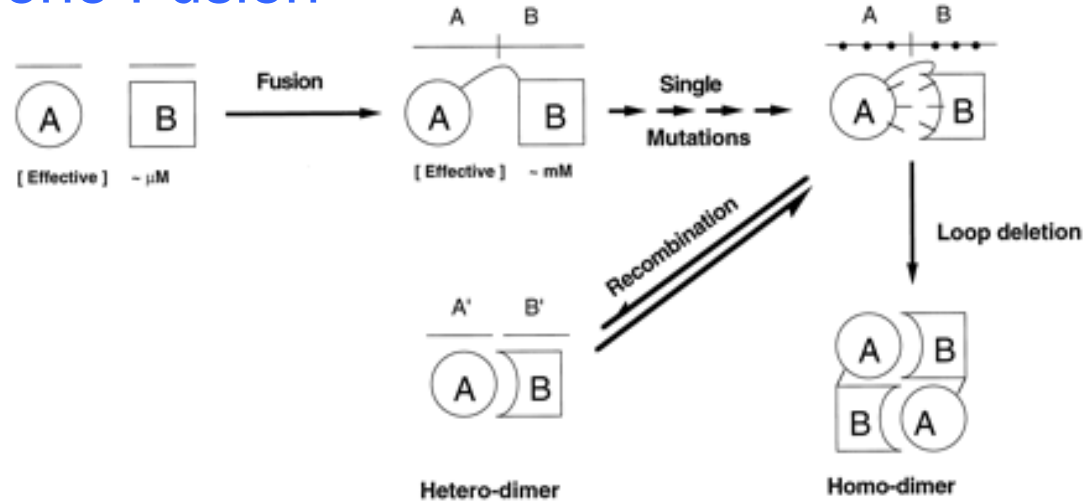 A B
A B
Fusion
Single
Mutations
A B
A B
A B
[ Effective ] ~ μM
[ Effective ] ~ mM
Recombination
Loop deletion
A' B'
A B
A B
B A
Hetero-dimer
Homo-dimer